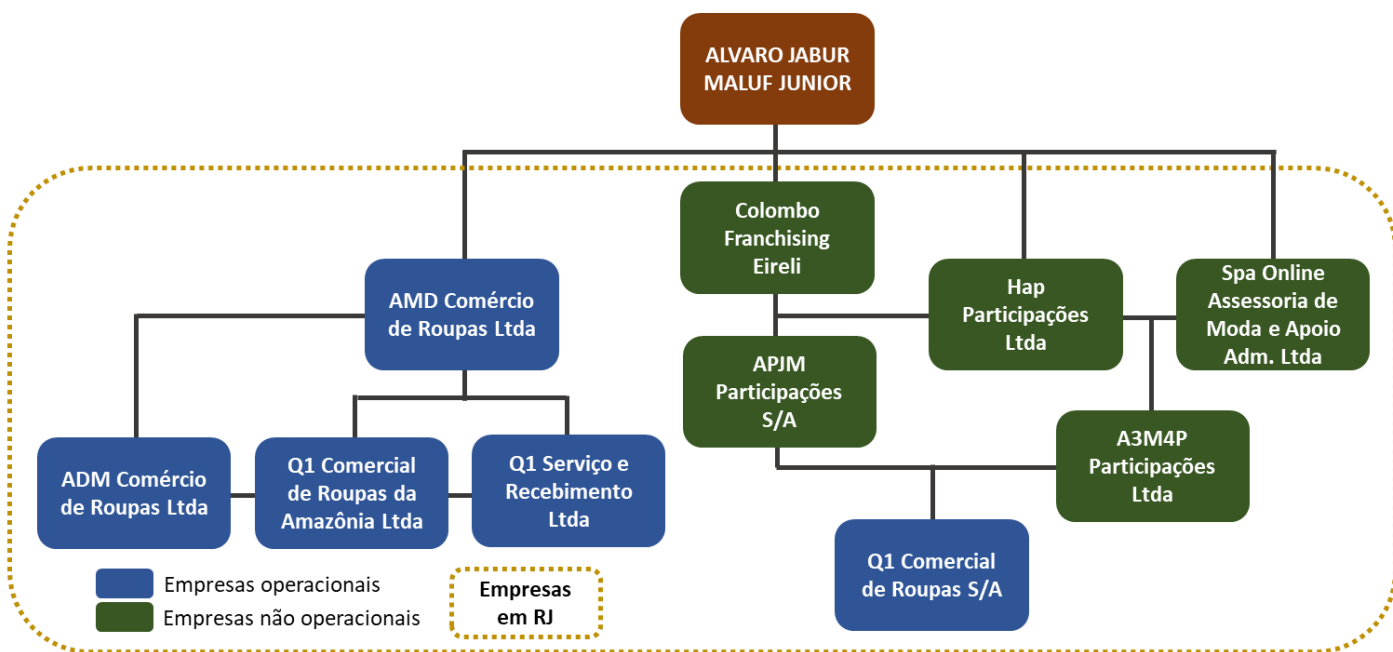 ALVARO JABUR
MALUF JUNIOR
Colombo
Franchising
Eireli
AMD Comércio
de Roupas Ltda
Hap
Participações
Ltda
Spa Online
Assessoria de
Moda e Apoio
Adm. Ltda
APJM
Participações
S/A
A3M4P
Participações
Ltda
ADM Comércio
de Roupas Ltda
Q1 Comercial
de Roupas da
Amazônia Ltda
Q1 Serviço e
Recebimento
Ltda
Q1 Comercial
de Roupas S/A
Empresas operacionais
Empresas não operacionais
Empresas
em RJ